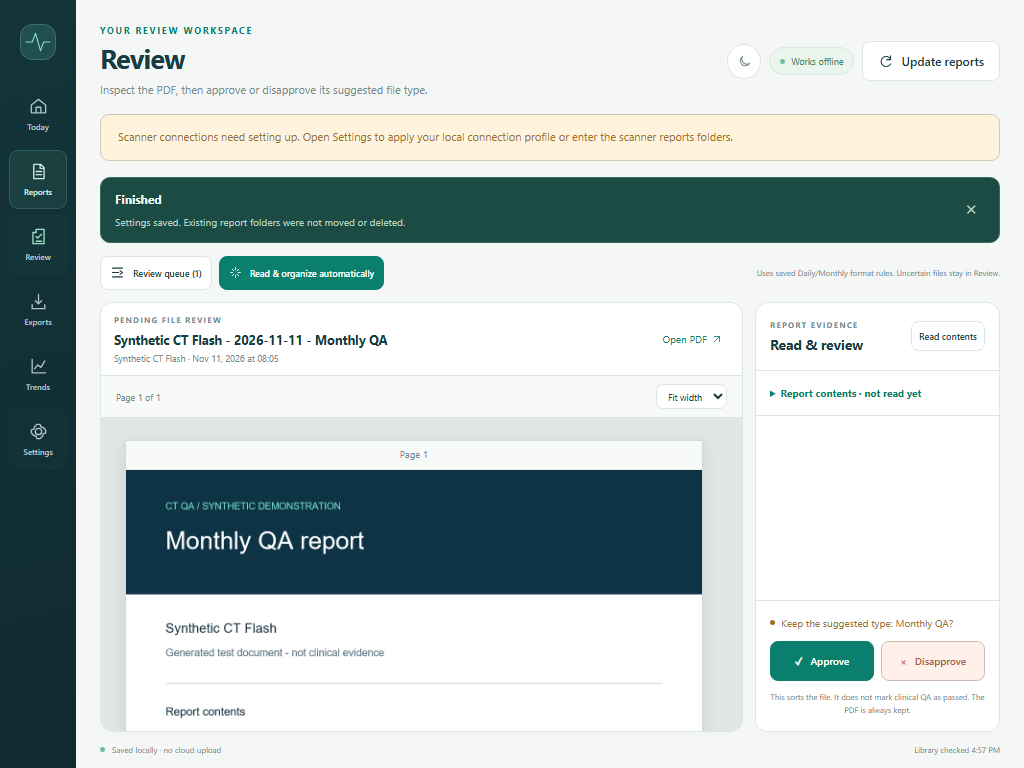 Today
Reports
Review
Exports
Trends
Settings
YOUR REVIEW WORKSPACE
Review
Inspect the PDF, then approve or disapprove its suggested file type.
Works offline
Update reports
Scanner connections need setting up. Open Settings to apply your local connection profile or enter the scanner reports folders.
Finished
Settings saved. Existing report folders were not moved or deleted.
Review queue (1)
Read & organize automatically
Uses saved Daily/Monthly format rules. Uncertain files stay in Review.
PENDING FILE REVIEW
Synthetic CT Flash - 2026-11-11 - Monthly QA
Synthetic CT Flash · Nov 11, 2026 at 08:05
Open PDF
Page 1 of 1
Fit width
Page 1
CT QA / SYNTHETIC DEMONSTRATION
Monthly QA report
Synthetic CT Flash
Generated test document - not clinical evidence
Report contents
REPORT EVIDENCE
Read & review
Read contents
Report contents · not read yet
Keep the suggested type: Monthly QA?
✓ Approve
× Disapprove
This sorts the file. It does not mark clinical QA as passed. The
PDF is always kept.
Saved locally · no cloud upload
Library checked 4:57 PM